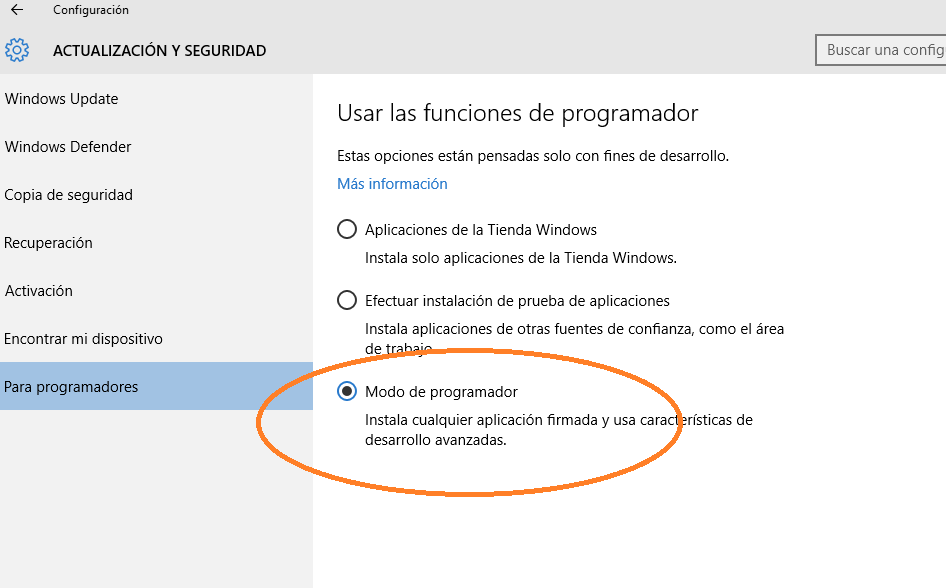 Configuración
ACTUALIZACIÓN Y SEGURIDAD
Buscar una config
Windows Update
Windows Defender
Copia de seguridad
Recuperación
Activación
Encontrar mi dispositivo
Para programadores
Usar las funciones de programador
Estas opciones están pensadas solo con fines de desarrollo.
Más información
Aplicaciones de la Tienda Windows
Instala solo aplicaciones de la Tienda Windows.
Efectuar instalación de prueba de aplicaciones
Instala aplicaciones de otras fuentes de confianza, como el área
de trabajo
Modo de programador
Instala cualquier aplicación firmada y usa características de
desarrollo avanzadas.